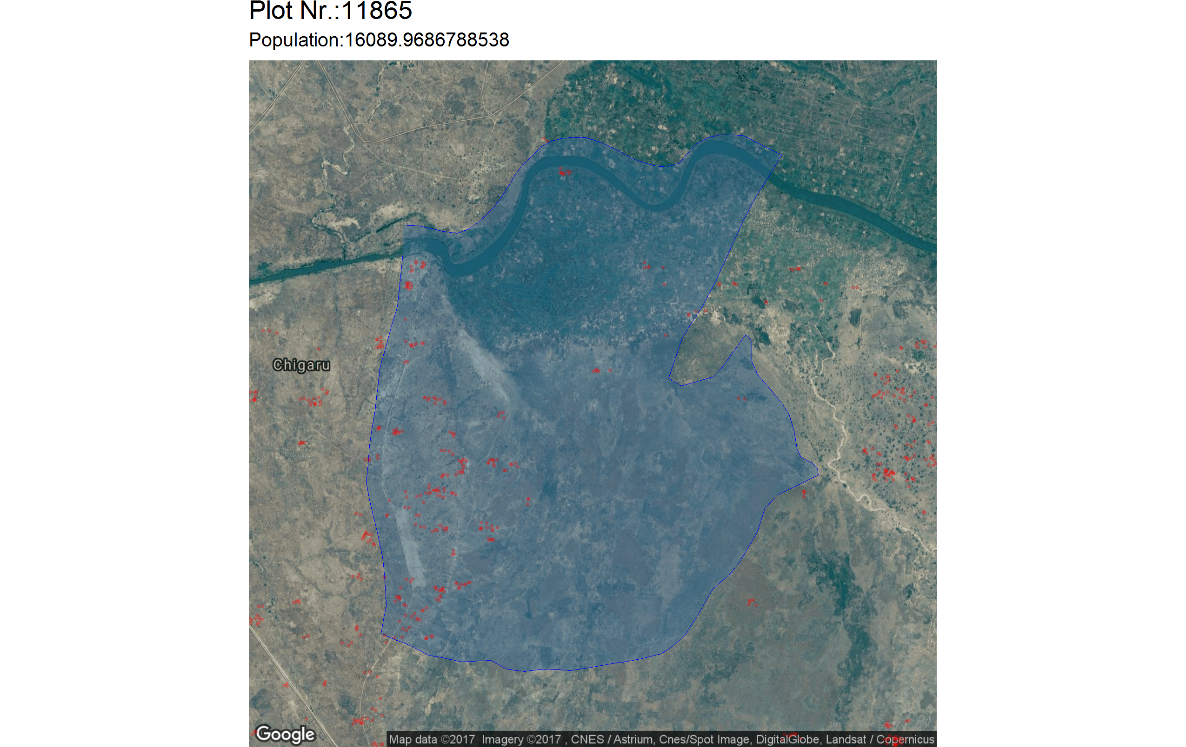 Plot Nr.:11865
Population:16089.9686788538
Chigaru
Google
Map data ©2017 Imagery ©2017 , CNES / Astrium, Cnes/Spot Image, DigitalGlobe, Landsat / Copernicus